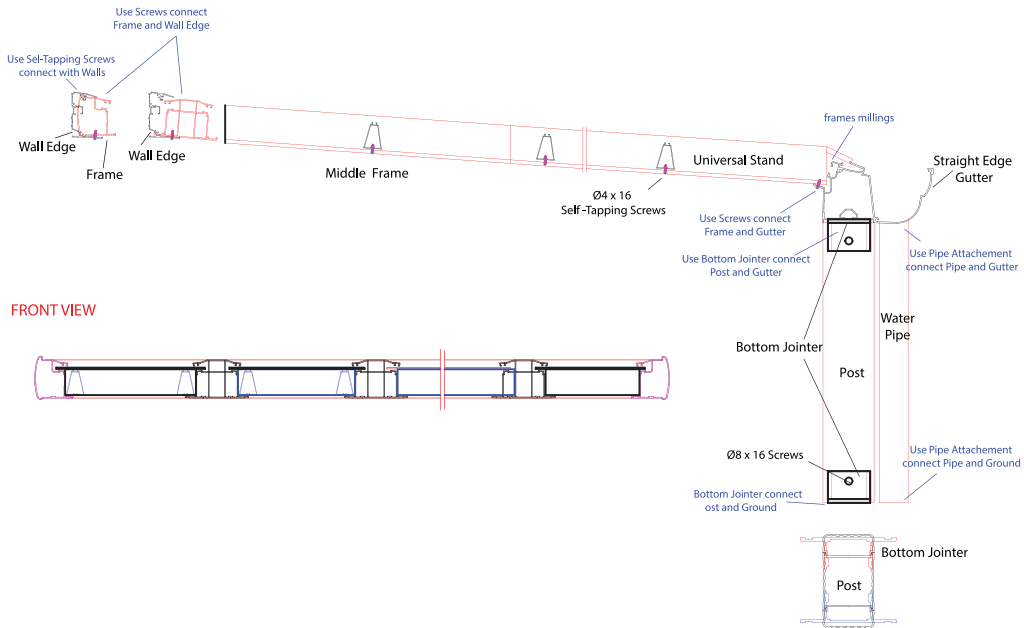 Use Screws connect
Frame and Wall Edge
Use Sel-Tapping Screws
connect with Walls
Wall Edge
Frame
Wall Edge
Middle Frame
Ø4 x 16
Self-Tapping Screws
Universal Stand
frames millings
Straight Edge
Gutter
Use Screws connect
Frame and Gutter
Use Bottom Jointer connect
Post and Gutter
Use Pipe Attachement
connect Pipe and Gutter
FRONT VIEW
Water
Pipe
Bottom Jointer
Post
Ø8 x 16 Screws
Use Pipe Attachement
connect Pipe and Ground
Bottom Jointer connect
ost and Ground
Bottom Jointer
Post